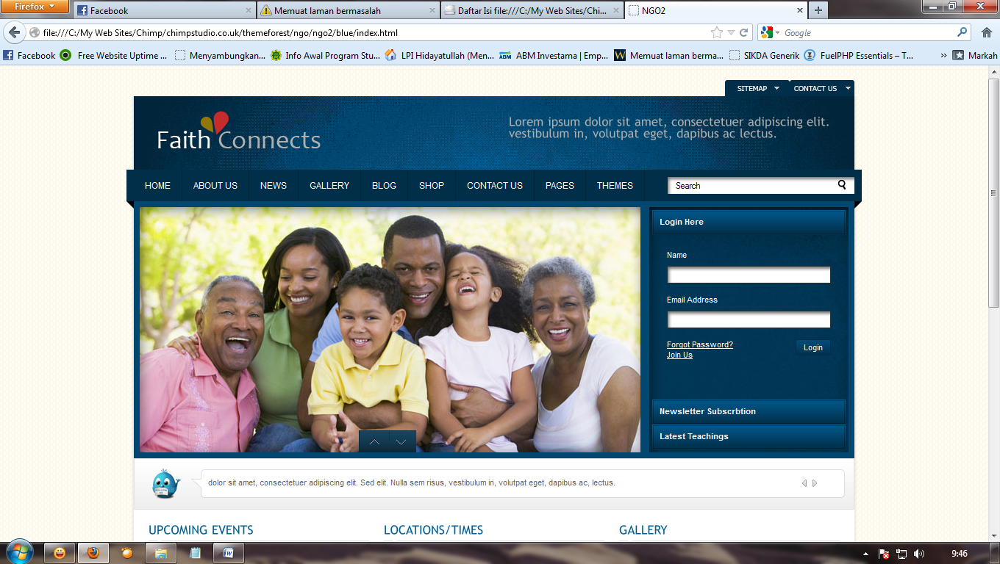 Firefox
Facebook
Memuat laman bermasalah
Daftar Isi file:///C:/My Web Sites/Chi...
NGO2
file:///C:/My Web Sites/Chimp/chimpstudio.co.uk/themeforest/ngo/ngo2/blue/index.html
Google
Facebook
Free Website Uptime ...
Menyambungkan...
Info Awal Program Stu...
LPI Hidayatullah (Men...
ABM Investama | Emp...
Memuat laman berma...
SIKDA Generik
FuelPHP Essentials – T...
Markah
SITEMAP
CONTACT US
Faith Connects
Lorem ipsum dolor sit amet, consectetuer adipiscing elit.
vestibulum in, volutpat eget, dapibus ac lectus.
HOME
ABOUT US
NEWS
GALLERY
BLOG
SHOP
CONTACT US
PAGES
THEMES
Search
Login Here
Name
Email Address
Forgot Password?
Login
Join Us
Newsletter Subscrbtion
Latest Teachings
dolor sit amet, consectetuer adipiscing elit. Sed elit. Nulla sem risus, vestibulum in, volutpat eget, dapibus ac, lectus.
UPCOMING EVENTS
LOCATIONS/TIMES
GALLERY
9:46